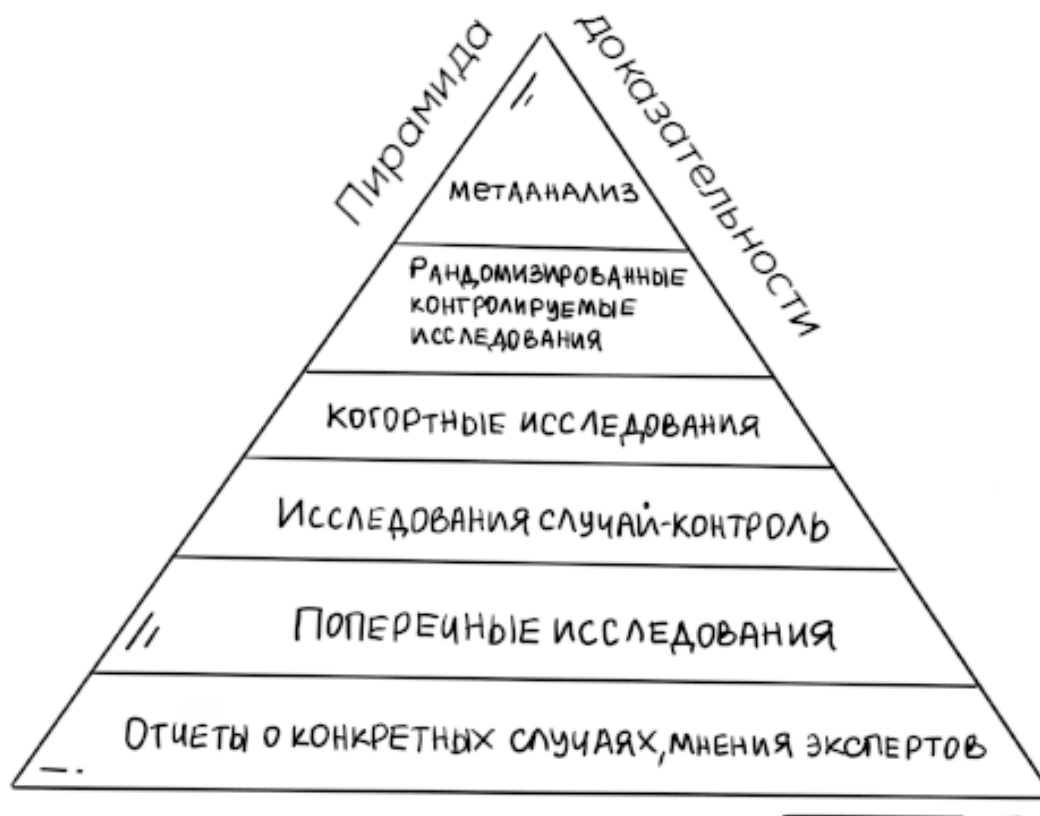 Пирамида доказательности
метаанализ
Рандомизированные
контролируемые
исследования
Когортные исследования
Исследования случай-контроль
Поперечные исследования
Отчеты о конкретных случаях, мнения экспертов